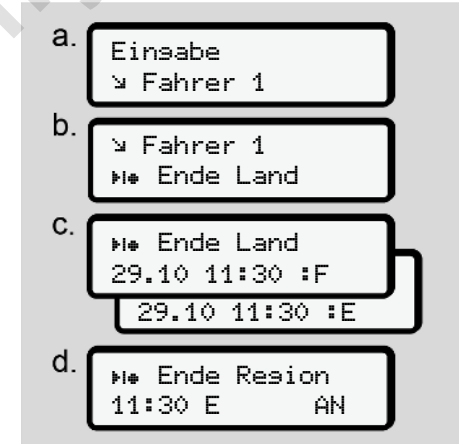 a.
Eingabe
↘ Fahrer 1
b.
↘ Fahrer 1
Ende Land
c.
Ende Land
29.10 11:30 :F
29.10 11:30 :E
d.
Ende Region
11:30 E AN